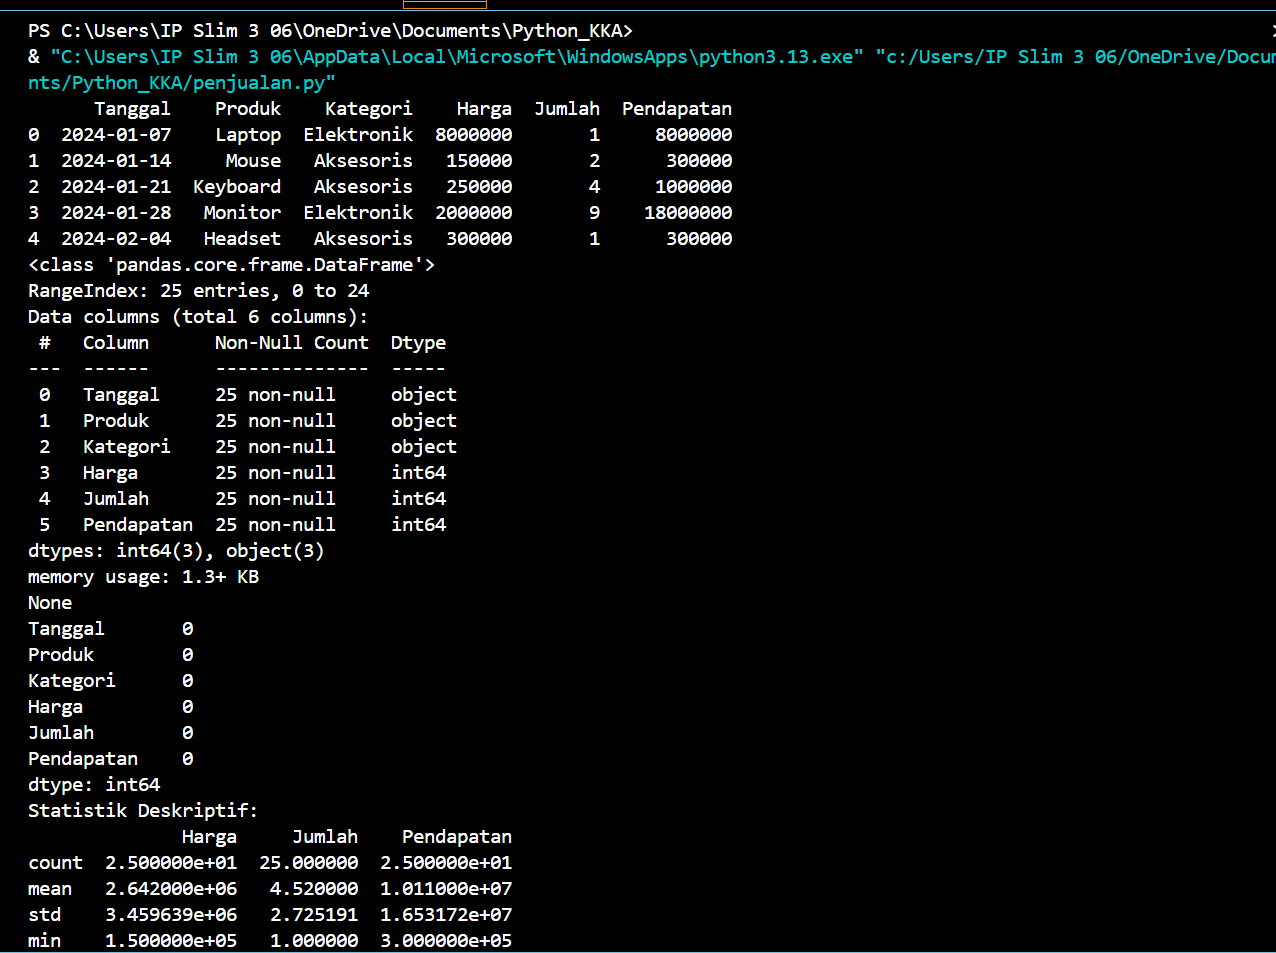 PS C:\Users\IP Slim 3 06\OneDrive\Documents\Python_KKA>
& "C:\Users\IP Slim 3 06\AppData\Local\Microsoft\WindowsApps\python3.13.exe" "c:/Users/IP Slim 3 06/OneDrive/Docume
nts/Python_KKA/penjualan.py"
      Tanggal    Produk    Kategori    Harga  Jumlah  Pendapatan
0  2024-01-07    Laptop  Elektronik  8000000       1     8000000
1  2024-01-14     Mouse   Aksesoris   150000       2      300000
2  2024-01-21  Keyboard   Aksesoris   250000       4     1000000
3  2024-01-28   Monitor  Elektronik  2000000       9    18000000
4  2024-02-04   Headset   Aksesoris   300000       1      300000
<class 'pandas.core.frame.DataFrame'>
RangeIndex: 25 entries, 0 to 24
Data columns (total 6 columns):
 #   Column      Non-Null Count  Dtype
---  ------      --------------  -----
 0   Tanggal     25 non-null     object
 1   Produk      25 non-null     object
 2   Kategori    25 non-null     object
 3   Harga       25 non-null     int64
 4   Jumlah      25 non-null     int64
 5   Pendapatan  25 non-null     int64
dtypes: int64(3), object(3)
memory usage: 1.3+ KB
None
Tanggal       0
Produk        0
Kategori      0
Harga         0
Jumlah        0
Pendapatan    0
dtype: int64
Statistik Deskriptif:
              Harga     Jumlah    Pendapatan
count  2.500000e+01  25.000000  2.500000e+01
mean   2.642000e+06   4.520000  1.011000e+07
std    3.459639e+06   2.725191  1.653172e+07
min    1.500000e+05   1.000000  3.000000e+05